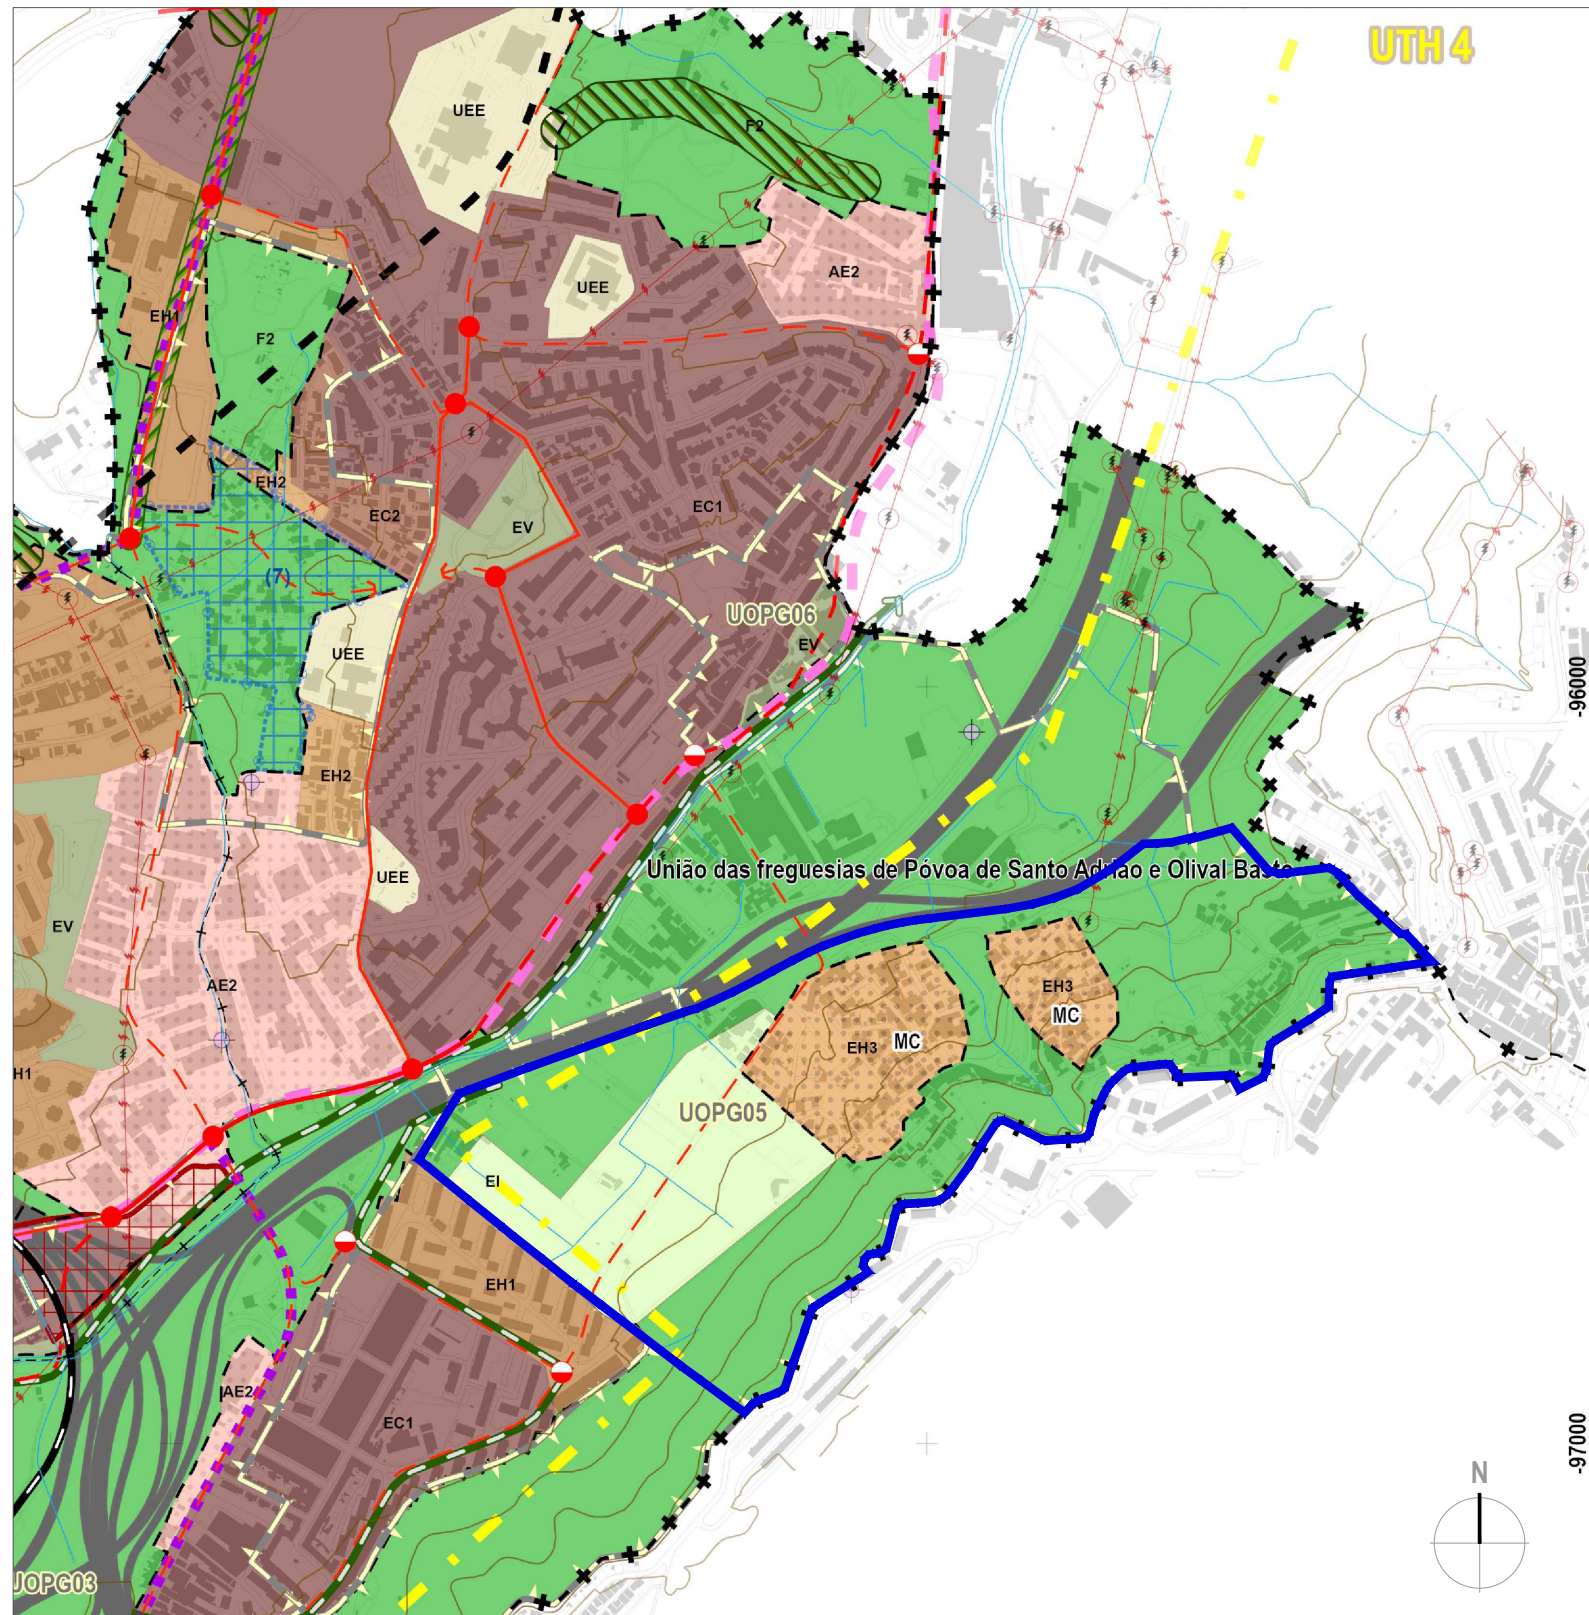 UTH 4
UEE
F2
AE2
UEE
EH1
F2
EH2
EC2
EV
EC1
(7)
UOPG06
EV
UEE
-96000
EH2
União das freguesias de Póvoa de Santo Adrião e Olival Basto
UEE
EV
AE2
EH3
MC
EH3
MC
H1
UOPG05
EI
EH1
AE2
EC1
-97000
N
UOPG03